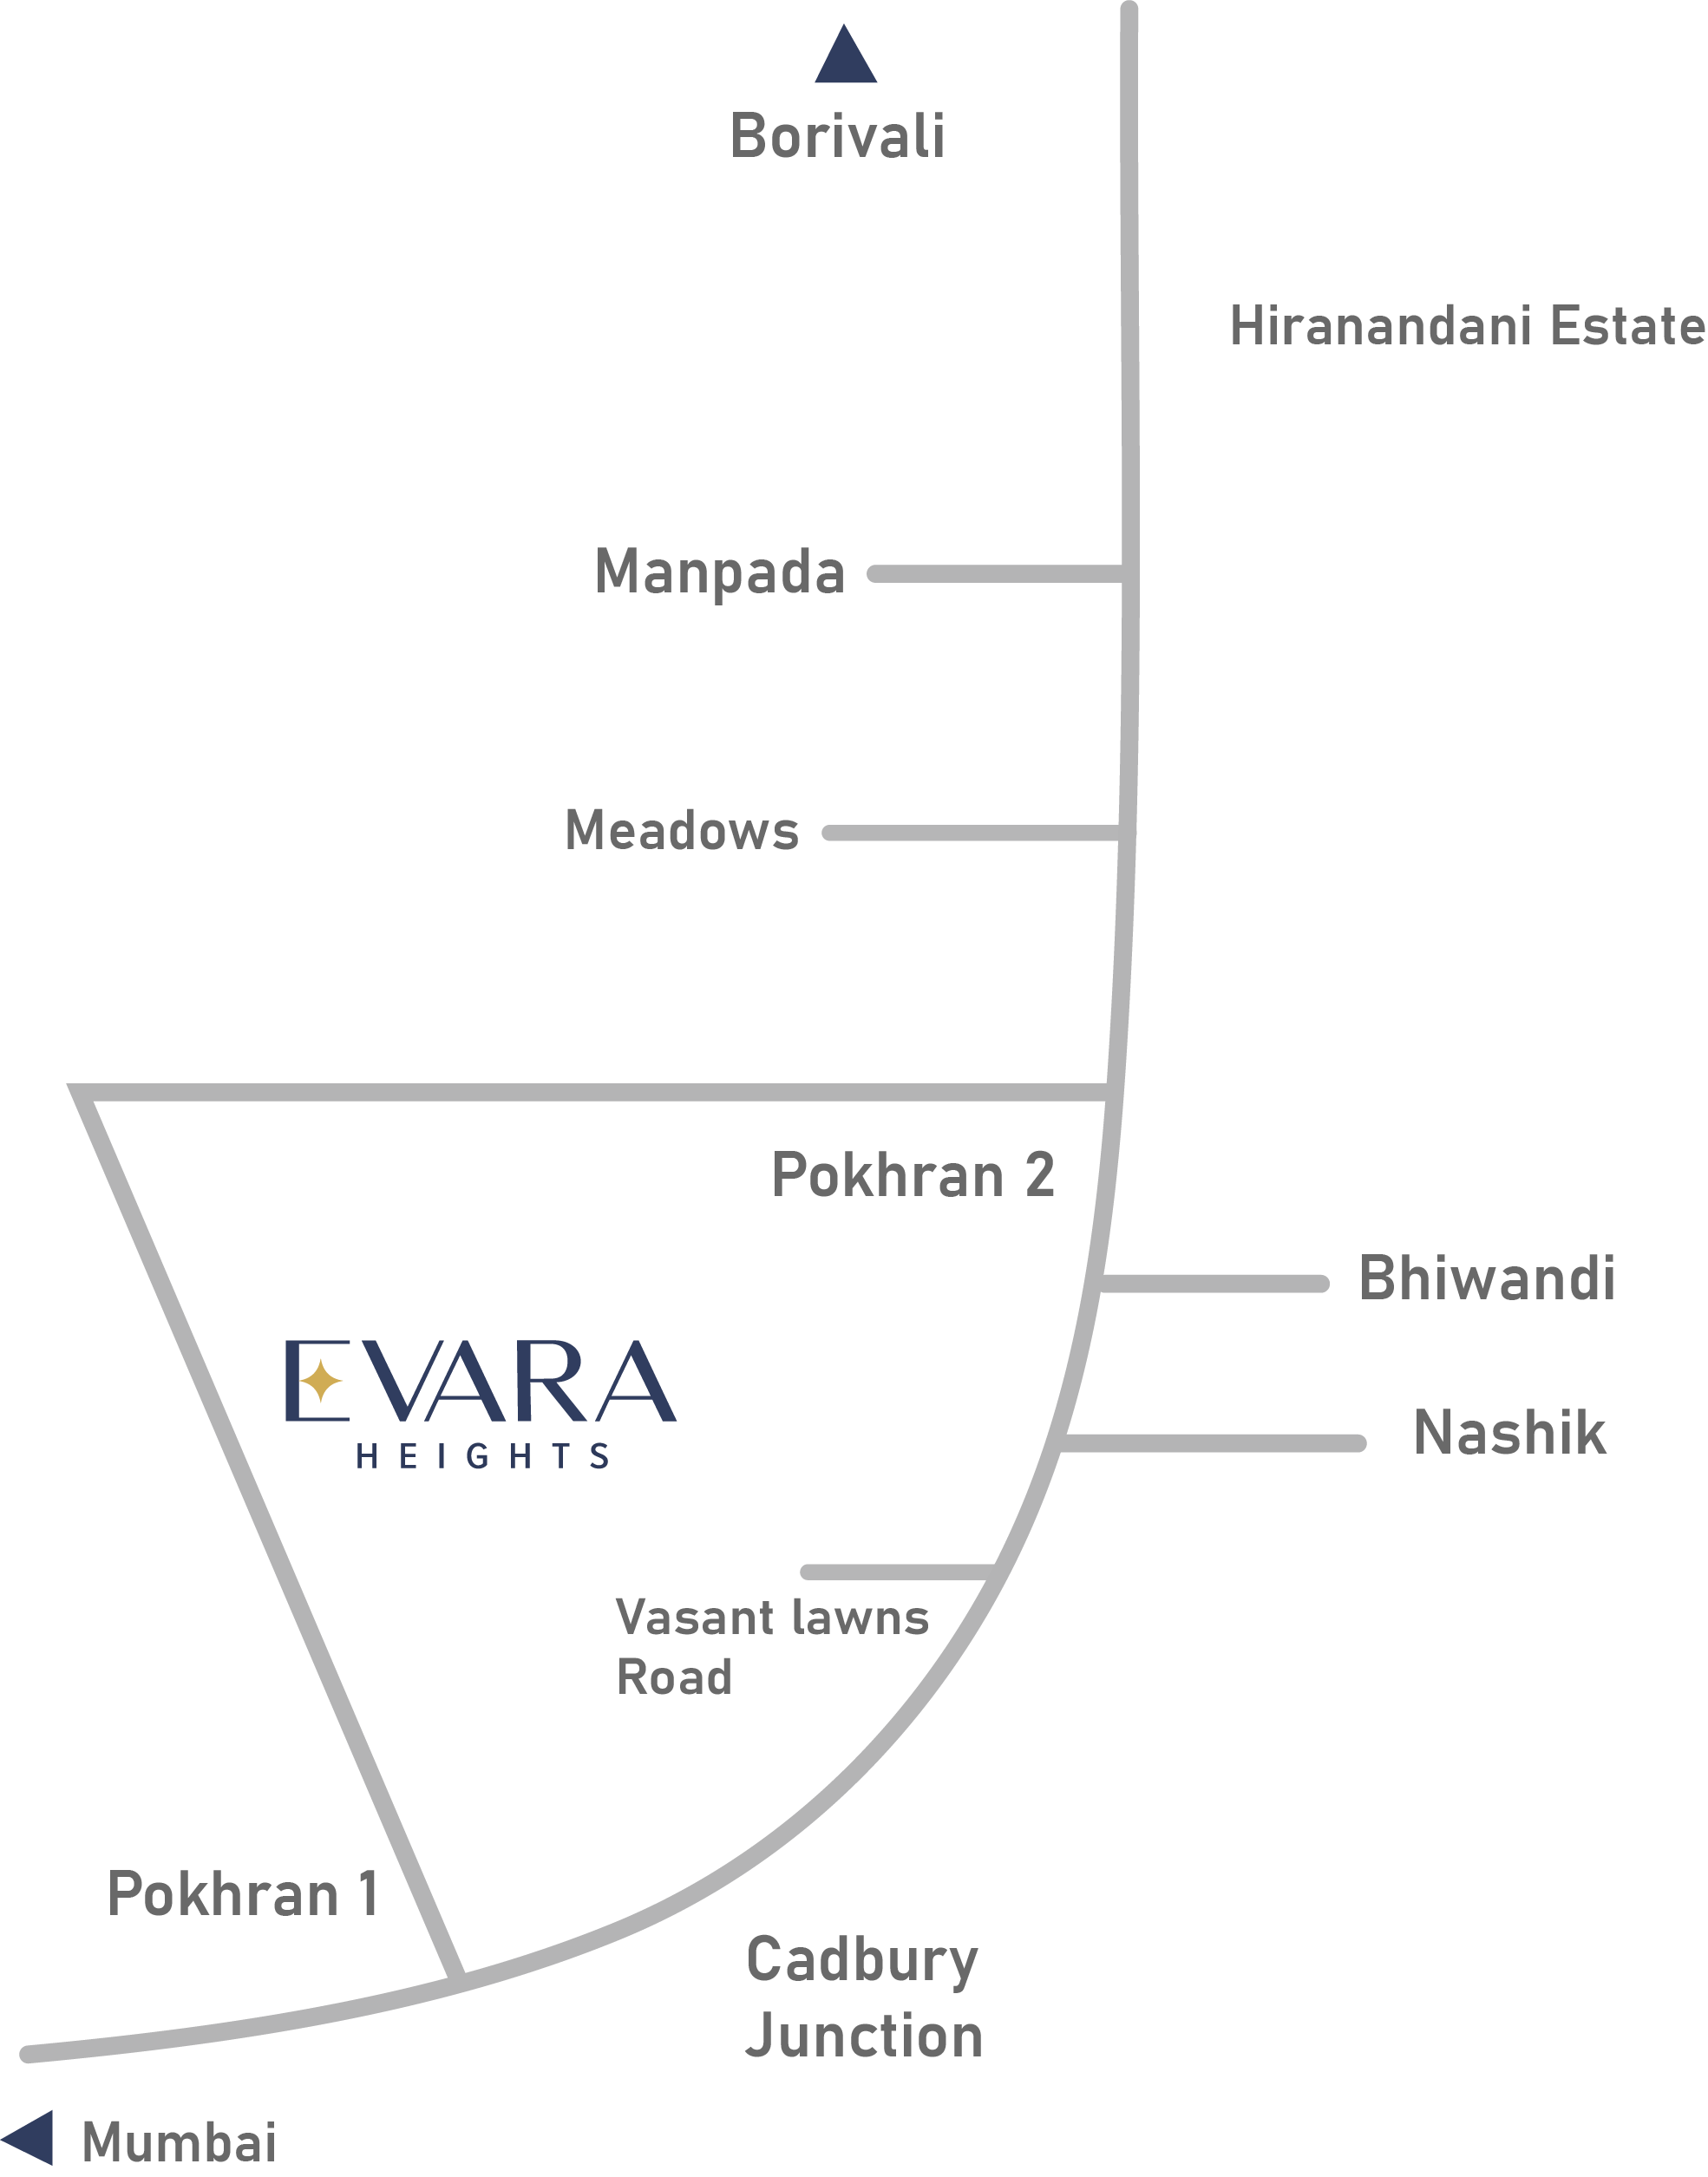 Borivali
Hiranandani Estate
Manpada
Meadows
Pokhran 2
Bhiwandi
EVARA
HEIGHTS
Nashik
Vasant lawns
Road
Pokhran 1
Cadbury
Junction
Mumbai